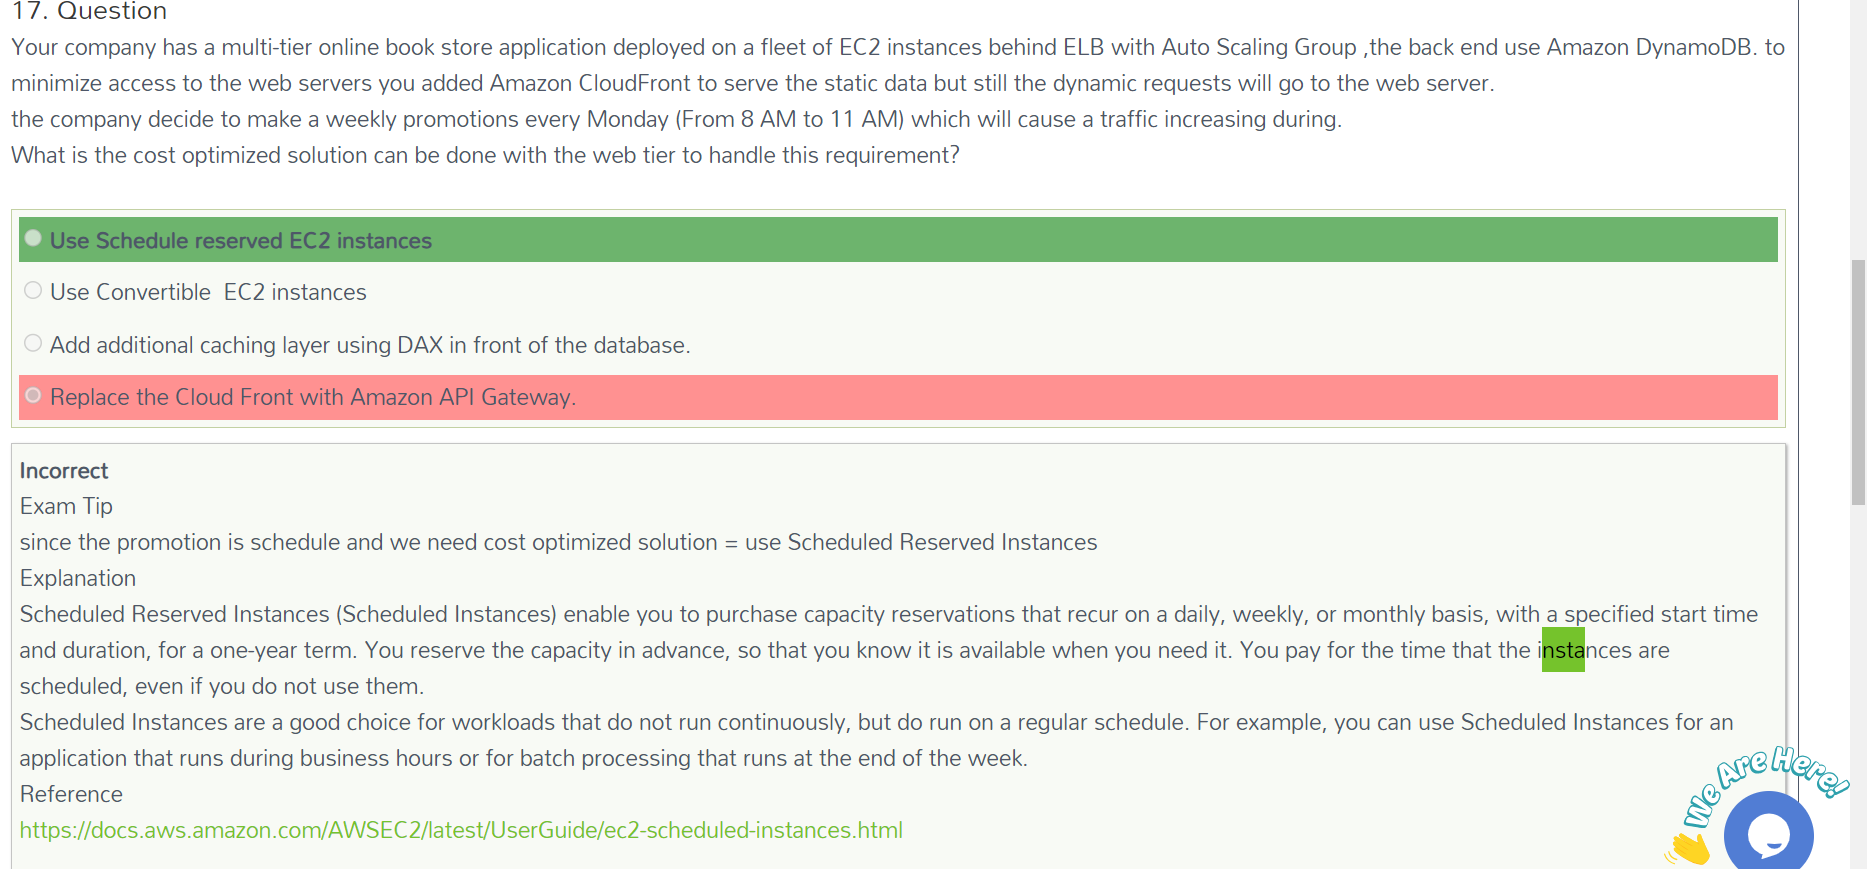 17. Question
Your company has a multi-tier online book store application deployed on a fleet of EC2 instances behind ELB with Auto Scaling Group ,the back end use Amazon DynamoDB. to
minimize access to the web servers you added Amazon CloudFront to serve the static data but still the dynamic requests will go to the web server.
the company decide to make a weekly promotions every Monday (From 8 AM to 11 AM) which will cause a traffic increasing during.
What is the cost optimized solution can be done with the web tier to handle this requirement?
Use Schedule reserved EC2 instances
Use Convertible  EC2 instances
Add additional caching layer using DAX in front of the database.
Replace the Cloud Front with Amazon API Gateway.
Incorrect
Exam Tip
since the promotion is schedule and we need cost optimized solution = use Scheduled Reserved Instances
Explanation
Scheduled Reserved Instances (Scheduled Instances) enable you to purchase capacity reservations that recur on a daily, weekly, or monthly basis, with a specified start time
and duration, for a one-year term. You reserve the capacity in advance, so that you know it is available when you need it. You pay for the time that the instances are
scheduled, even if you do not use them.
Scheduled Instances are a good choice for workloads that do not run continuously, but do run on a regular schedule. For example, you can use Scheduled Instances for an
application that runs during business hours or for batch processing that runs at the end of the week.
Reference
https://docs.aws.amazon.com/AWSEC2/latest/UserGuide/ec2-scheduled-instances.html
We Are Here!